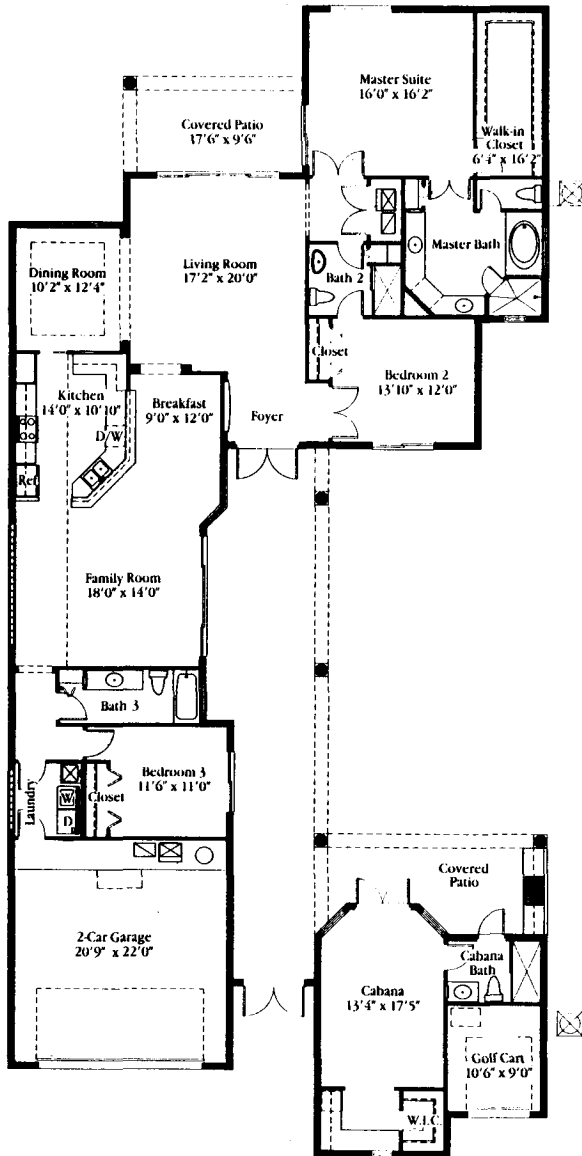 Master Suite
16'0" x 16'2"
Walk-in
Closet
6'4" x 16'2"
Covered Patio
17'6" x 9'6"
Master Bath
Living Room
17'2" x 20'0"
Bath 2
Dining Room
10'2" x 12'4"
Closet
Bedroom 2
13'10" x 12'0"
Kitchen
14'0" x 10'10"
Breakfast
9'0" x 12'0"
Foyer
D/W
Ref
Family Room
18'0" x 14'0"
Bath 3
Bedroom 3
11'6" x 11'0"
Closet
Laundry
W
D
Covered
Patio
2-Car Garage
20'9" x 22'0"
Cabana
Bath
Cabana
13'4" x 17'5"
Golf Cart
10'6" x 9'0"
W.I.C.